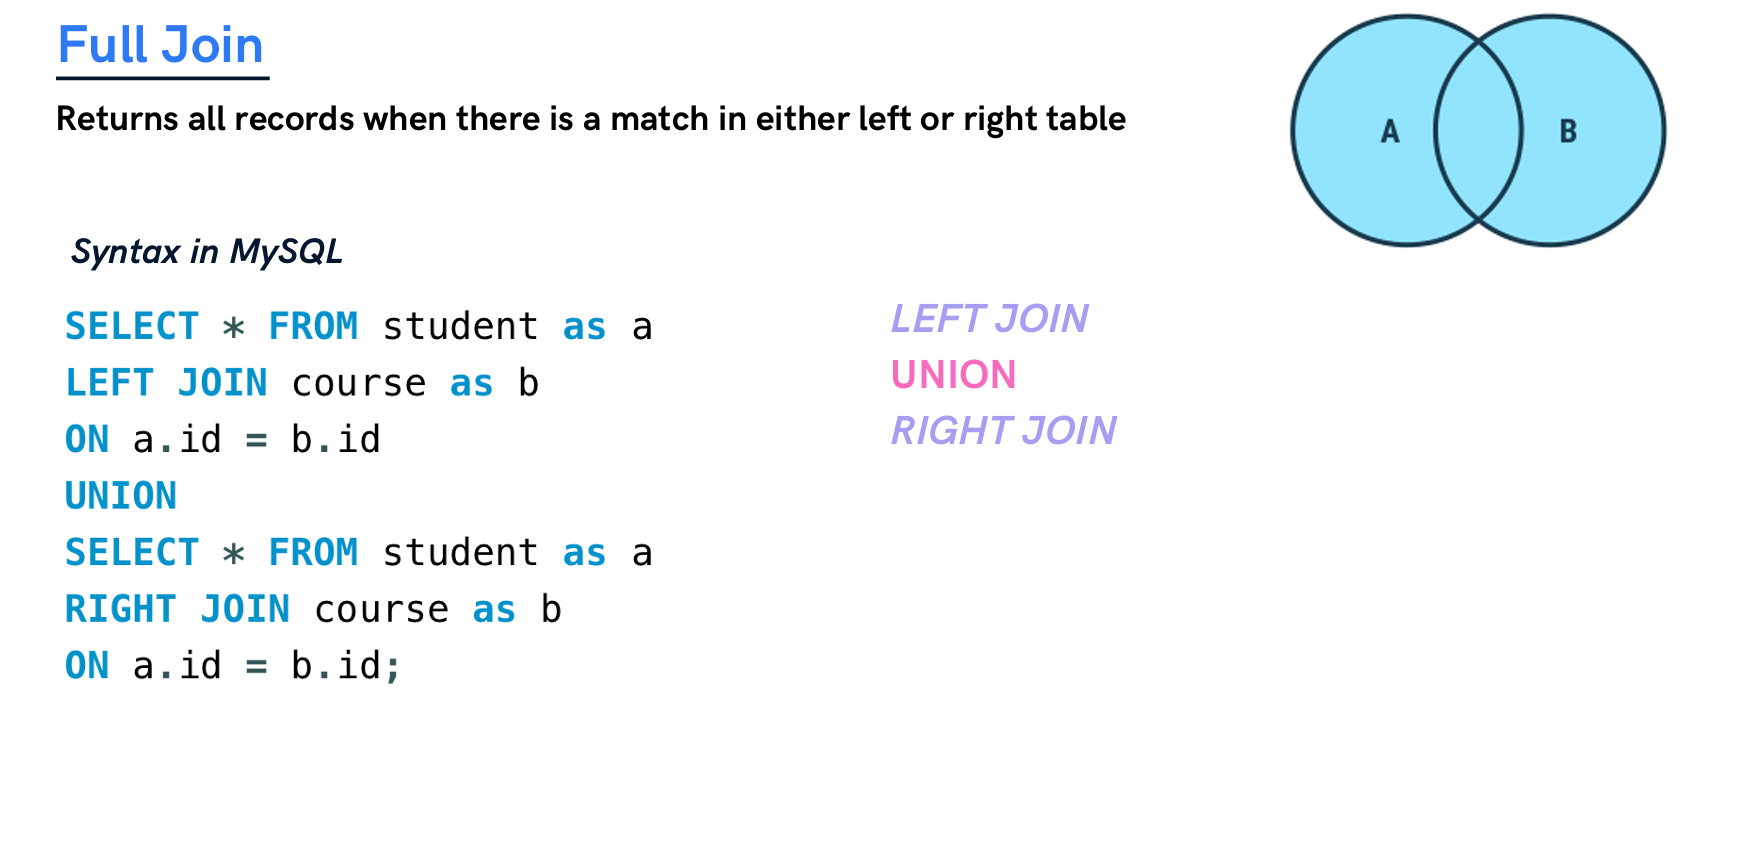 Full Join
Returns all records when there is a match in either left or right table
A
B
Syntax in MySQL
SELECT * FROM student as a
LEFT JOIN course as b
ON a.id = b.id
UNION
SELECT * FROM student as a
RIGHT JOIN course as b
ON a.id = b.id;
LEFT JOIN
UNION
RIGHT JOIN